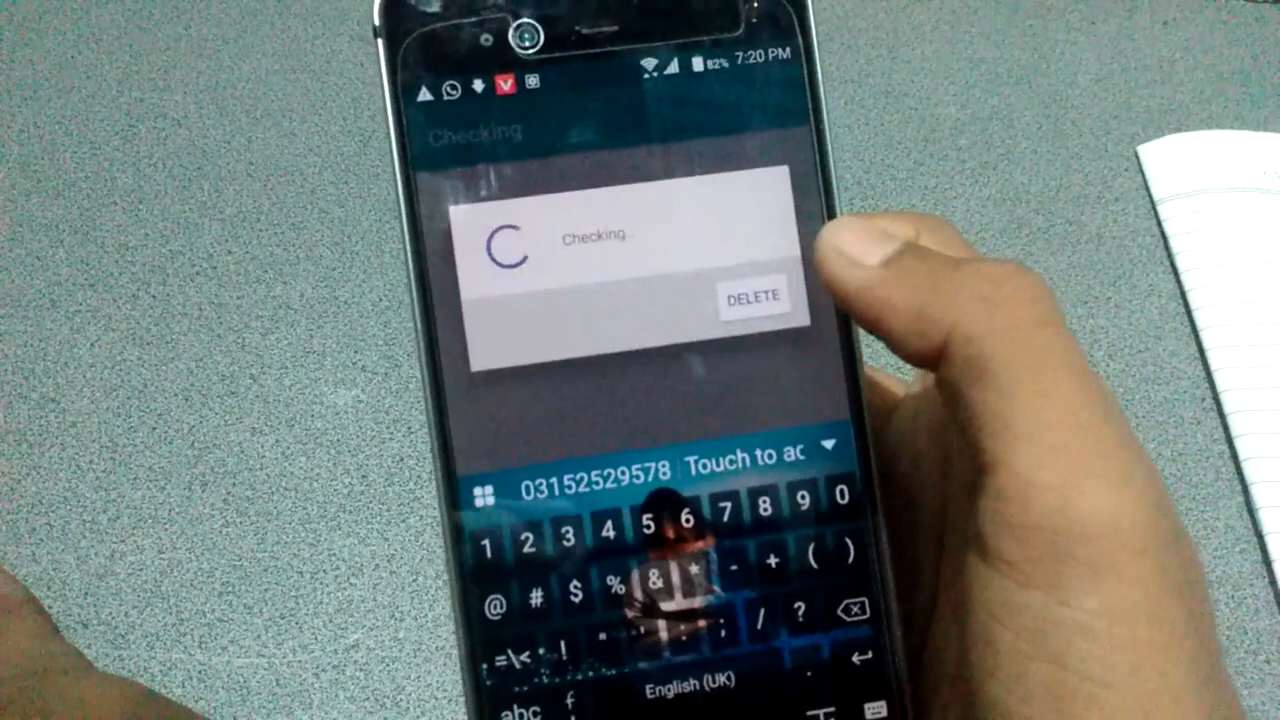 82% 7:20 PM
Checking
Checking..
DELETE
03152529578 Touch to ac
1 2 3 4 5 6 7 8 9 0
@ # $ % & * - + ( )
=\< ! " ' : ; / ?
abc English (UK)